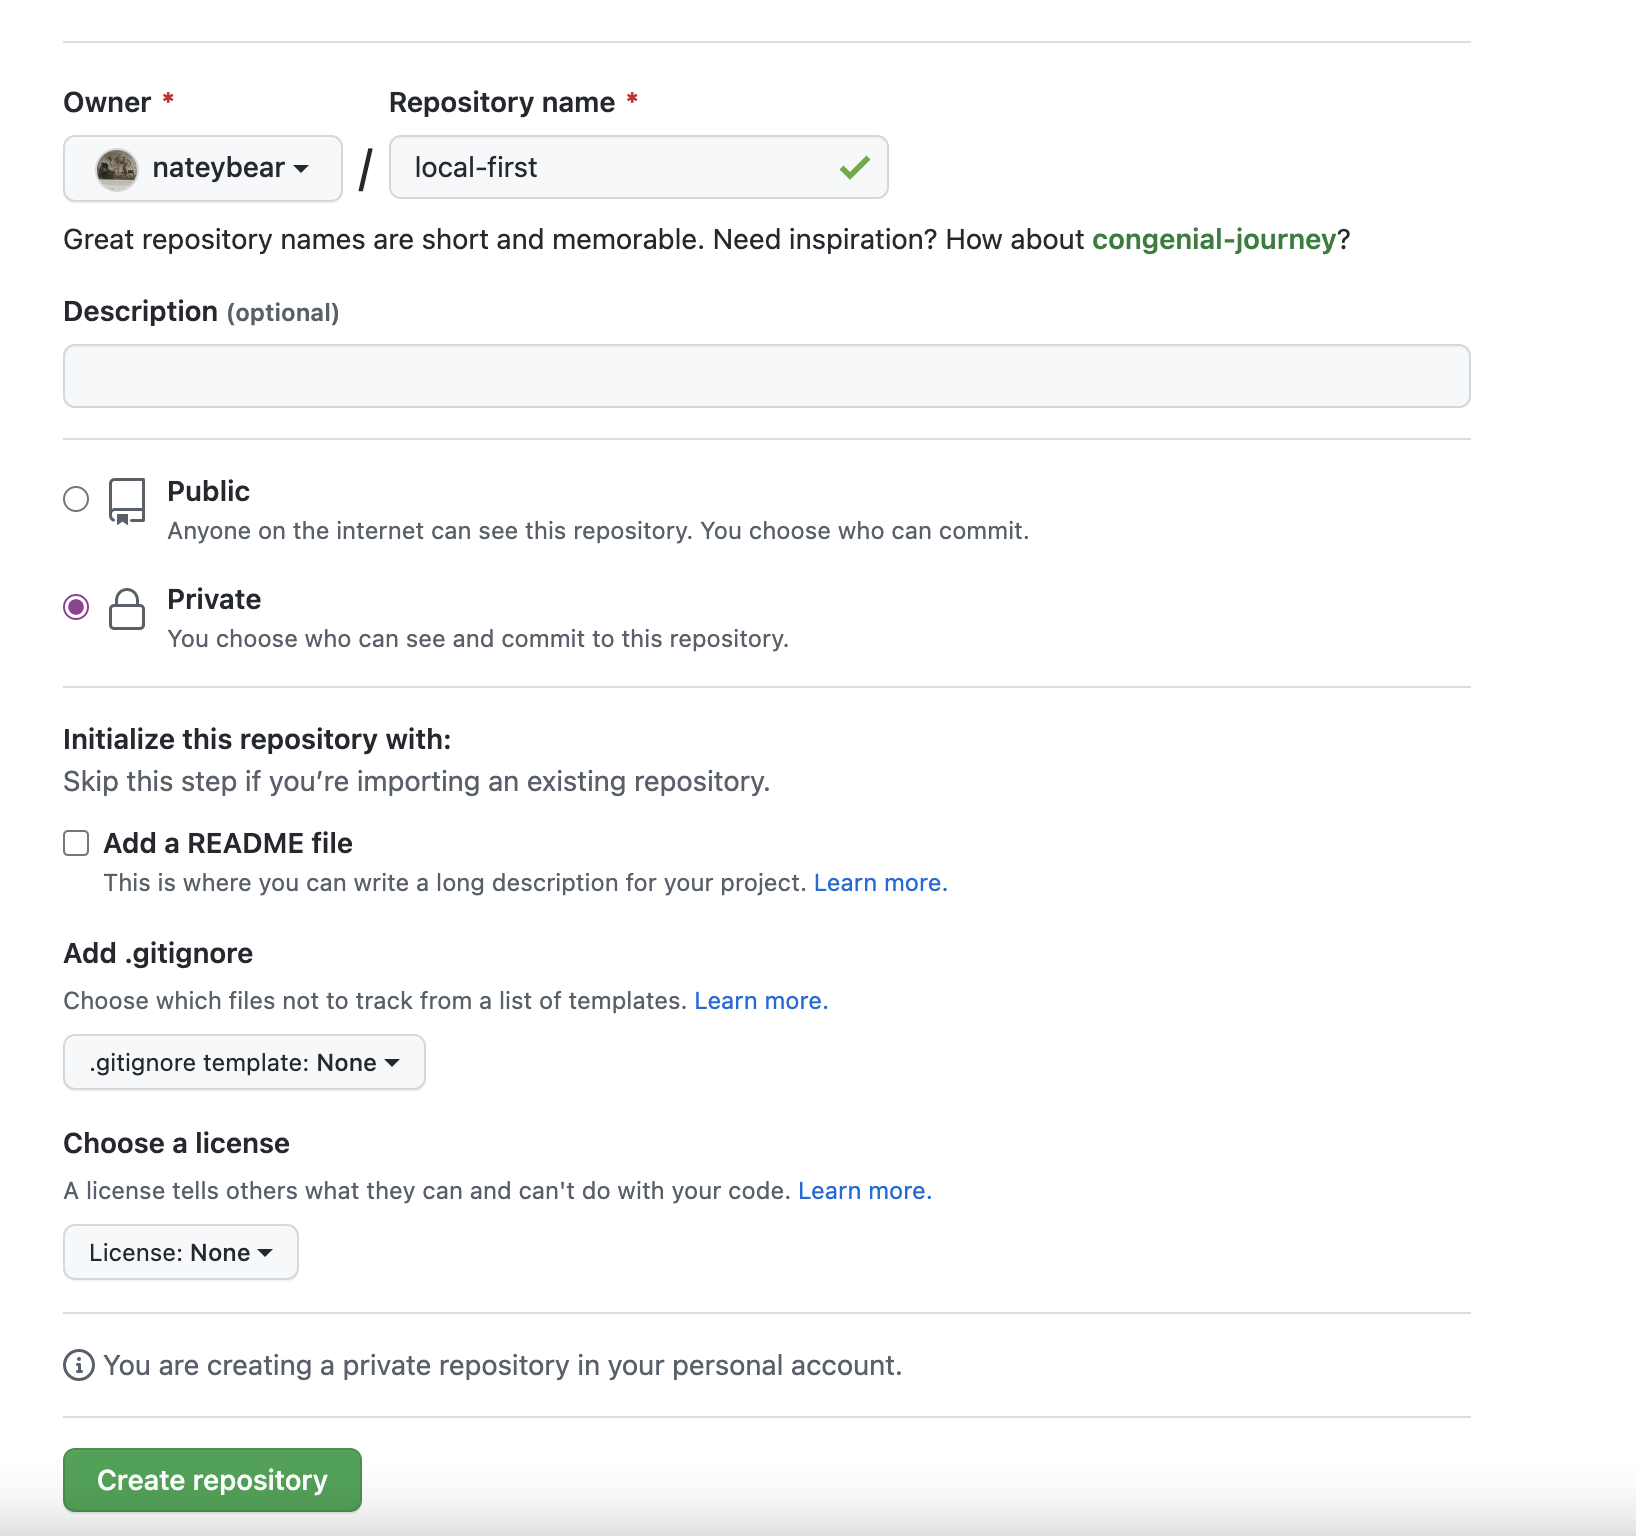 Owner * Repository name *
nateybear / local-first
Great repository names are short and memorable. Need inspiration? How about congenial-journey?
Description (optional)
Public
Anyone on the internet can see this repository. You choose who can commit.
Private
You choose who can see and commit to this repository.
Initialize this repository with:
Skip this step if you’re importing an existing repository.
Add a README file
This is where you can write a long description for your project. Learn more.
Add .gitignore
Choose which files not to track from a list of templates. Learn more.
.gitignore template: None
Choose a license
A license tells others what they can and can't do with your code. Learn more.
License: None
You are creating a private repository in your personal account.
Create repository